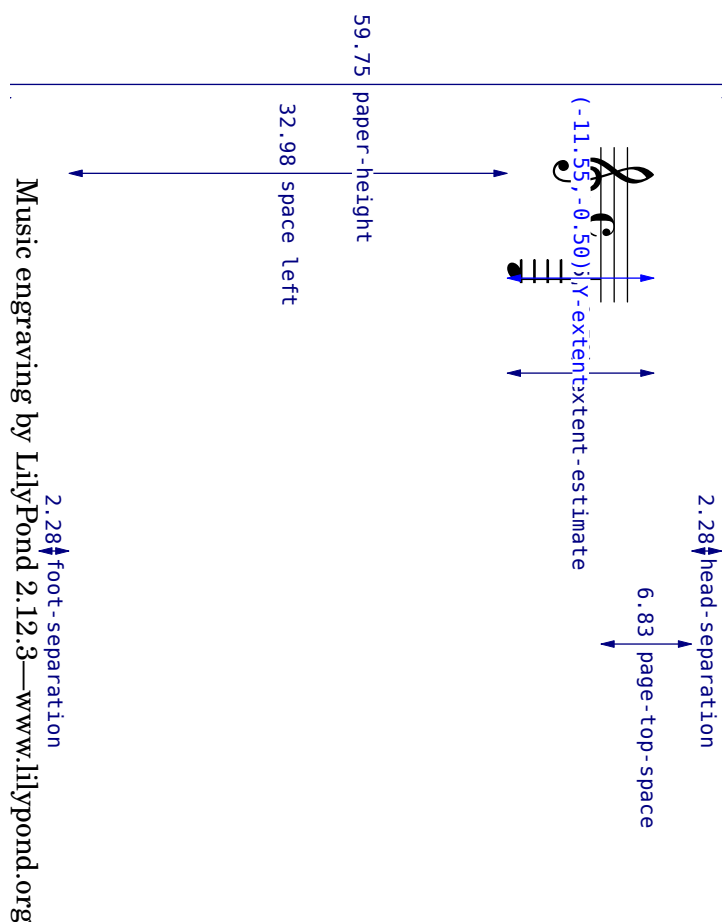 2.28 head-separation
6.83 page-top-space
(-11.55,-0.50)
Y-extent
extent-estimate
59.75 paper-height
32.98 space left
2.28 foot-separation
Music engraving by LilyPond 2.12.3—www.lilypond.org